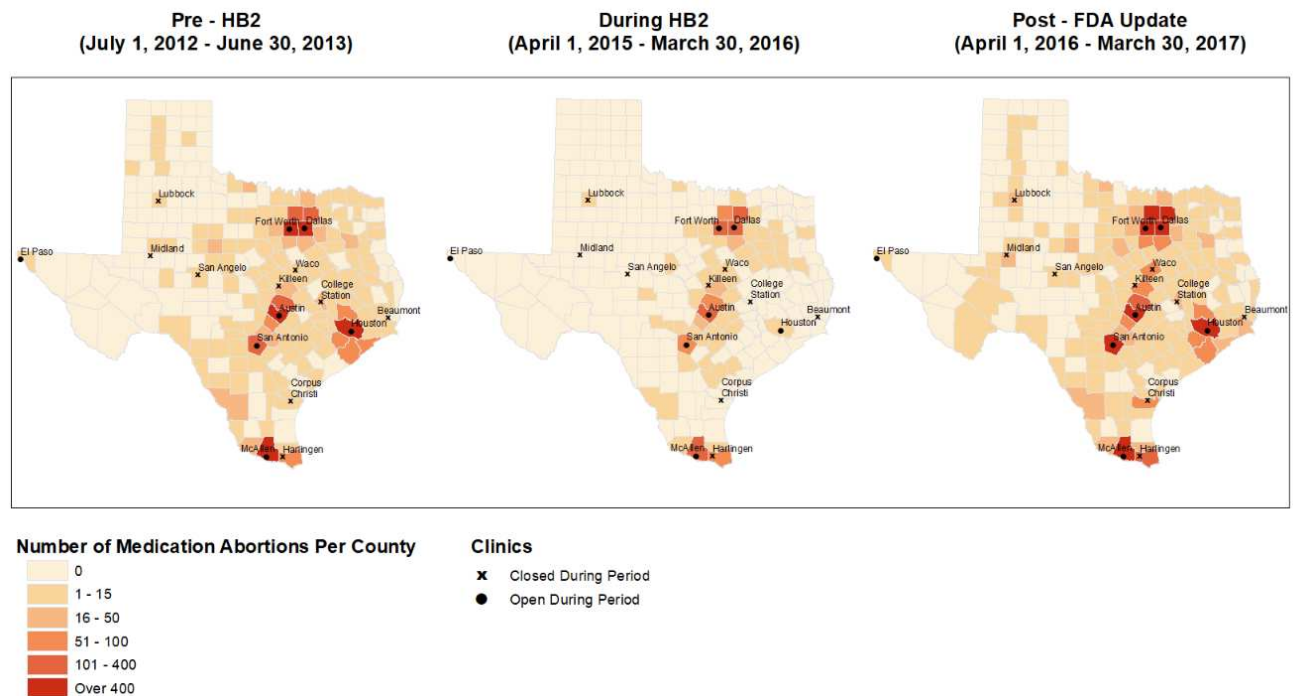 Pre - HB2
(July 1, 2012 - June 30, 2013)
During HB2
(April 1, 2015 - March 30, 2016)
Post - FDA Update
(April 1, 2016 - March 30, 2017)
Lubbock
Fort Worth
Dallas
El Paso
Midland
San Angelo
Waco
Killeen
College
Station
Austin
Beaumont
Houston
San Antonio
Corpus
Christi
McAllen
Harlingen
Lubbock
Fort Worth
Dallas
El Paso
Midland
San Angelo
Waco
Killeen
College
Station
Austin
Beaumont
Houston
San Antonio
Corpus
Christi
McAllen
Harlingen
Lubbock
Fort Worth
Dallas
El Paso
Midland
San Angelo
Waco
Killeen
College
Station
Austin
Beaumont
Houston
San Antonio
Corpus
Christi
McAllen
Harlingen
Number of Medication Abortions Per County
0
1 - 15
16 - 50
51 - 100
101 - 400
Over 400
Clinics
x Closed During Period
● Open During Period